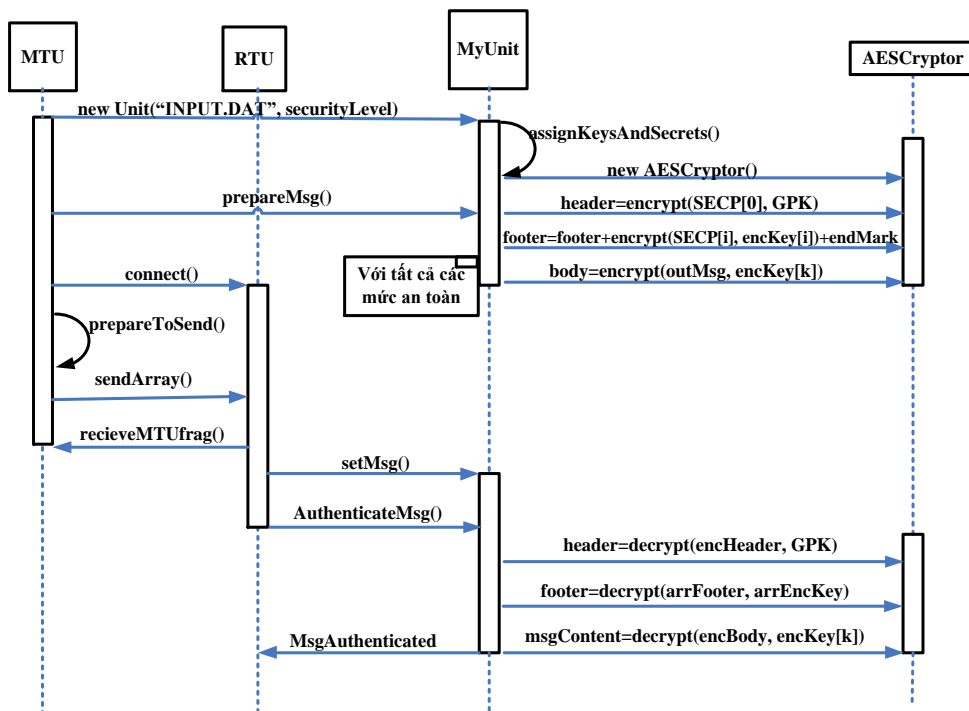 MTU
RTU
MyUnit
AESCryptor
new Unit(“INPUT.DAT”, securityLevel)
assignKeysAndSecrets()
new AESCryptor()
prepareMsg()
header=encrypt(SECP[0], GPK)
footer=footer+encrypt(SECP[i], encKey[i])+endMark
Với tất cả các
mức an toàn
connect()
body=encrypt(outMsg, encKey[k])
prepareToSend()
sendArray()
recieveMTUfrag()
setMsg()
AuthenticateMsg()
header=decrypt(encHeader, GPK)
footer=decrypt(arrFooter, arrEncKey)
MsgAuthenticated
msgContent=decrypt(encBody, encKey[k])